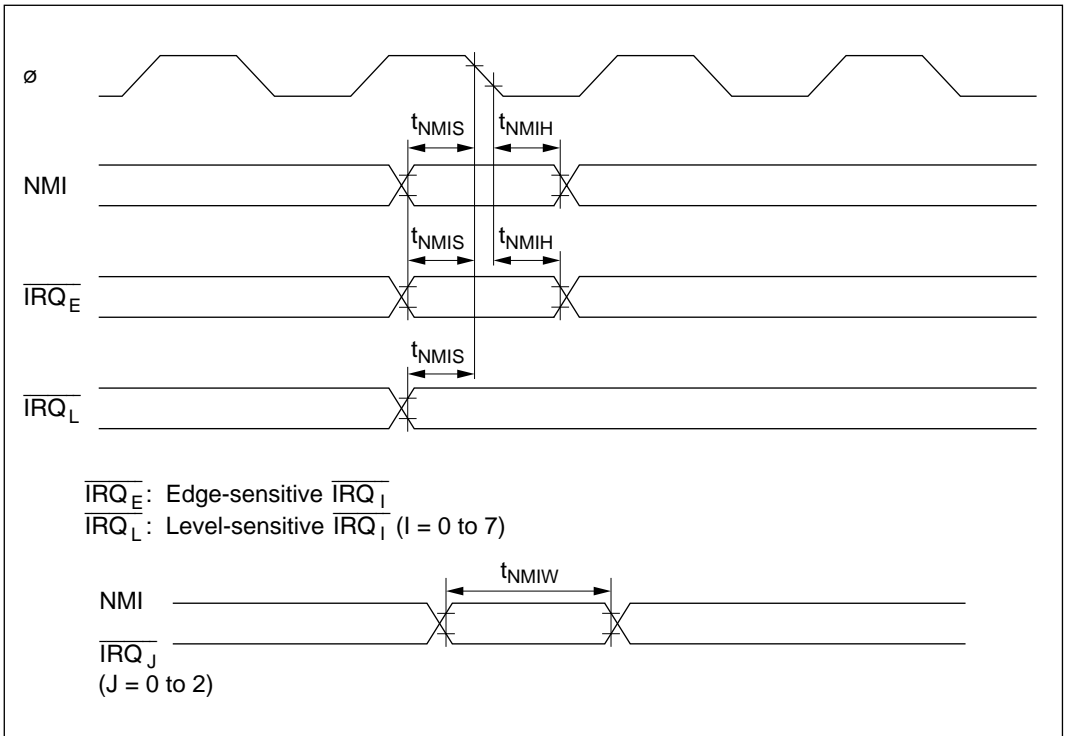 ø
tNMIS tNMIH
NMI
tNMIS tNMIH
IRQE
tNMIS
IRQL
IRQE: Edge-sensitive IRQI
IRQL: Level-sensitive IRQI (I = 0 to 7)
tNMIW
NMI
IRQJ
(J = 0 to 2)